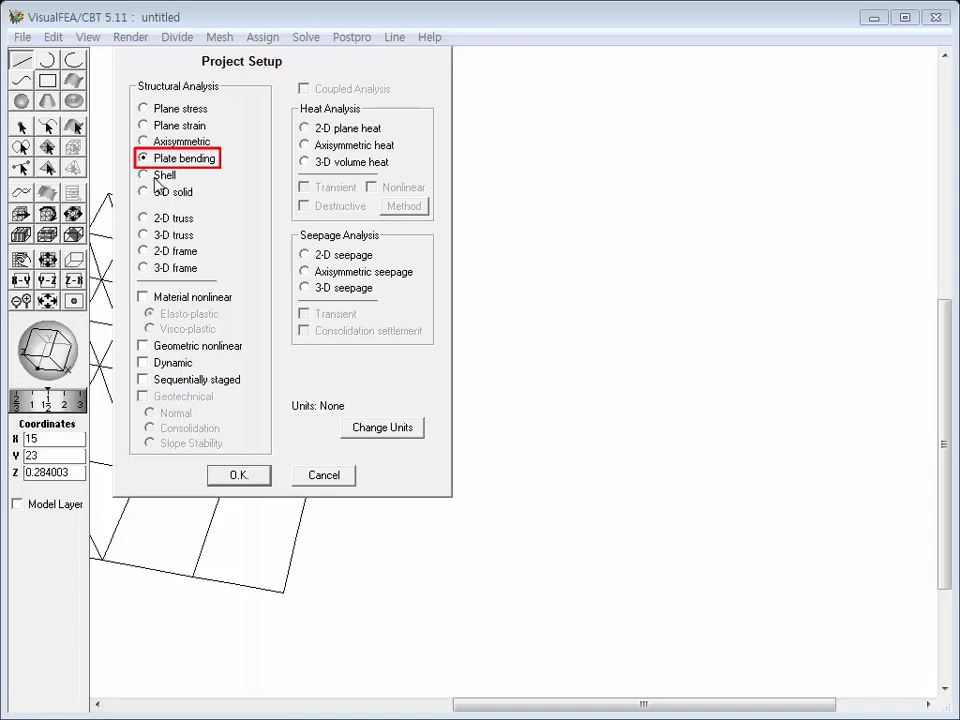 VisualFEA/CBT 5.11 : untitled
File Edit View Render Divide Mesh Assign Solve Postpro Line Help
Project Setup
Structural Analysis
Plane stress
Plane strain
Axisymmetric
Plate bending
Shell
3-D solid
2-D truss
3-D truss
2-D frame
3-D frame
Material nonlinear
Elasto-plastic
Visco-plastic
Geometric nonlinear
Dynamic
Sequentially staged
Geotechnical
Normal
Consolidation
Slope Stability
Coupled Analysis
Heat Analysis
2-D plane heat
Axisymmetric heat
3-D volume heat
Transient Nonlinear
Destructive Method
Seepage Analysis
2-D seepage
Axisymmetric seepage
3-D seepage
Transient
Consolidation settlement
Units: None
Change Units
O.K. Cancel
X-Y Y-Z Z-X
Coordinates
X 15
Y 23
Z 0.284003
Model Layer